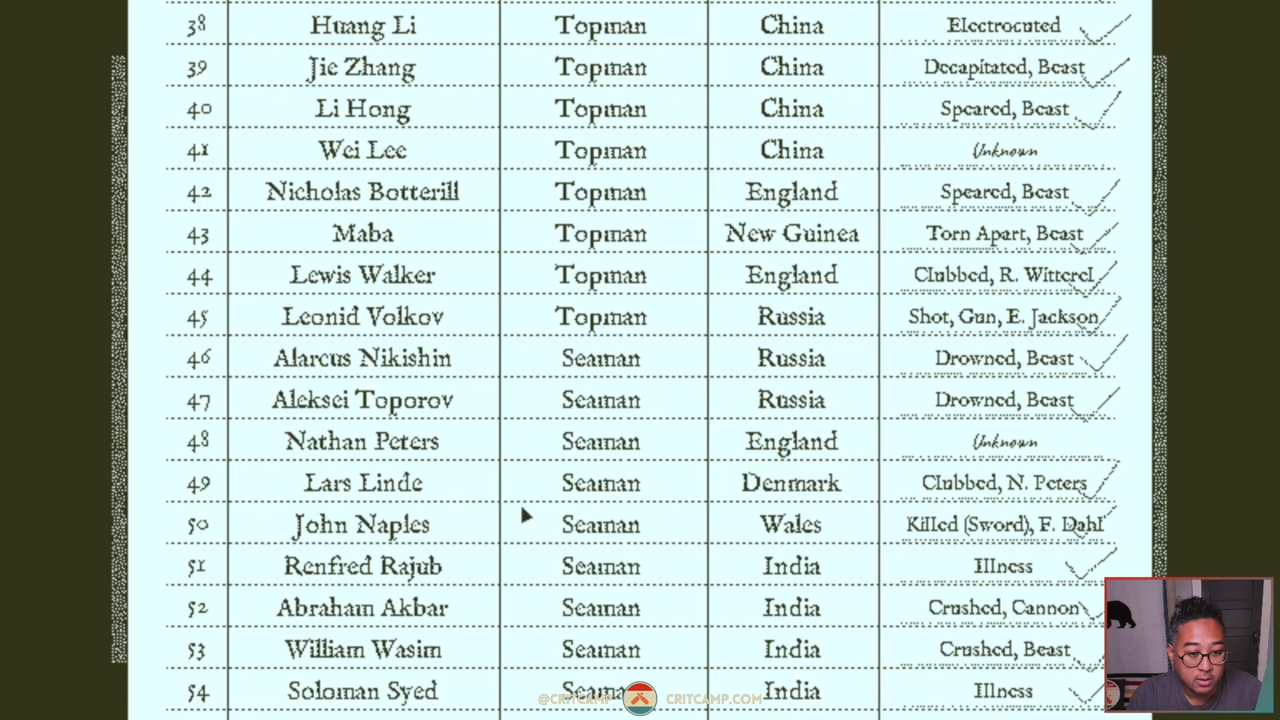 38 Huang Li Topman China Electrocuted
39 Jie Zhang Topman China Decapitated, Beast
40 Li Hong Topman China Speared, Beast
41 Wei Lee Topman China Unknown
42 Nicholas Botterill Topman England Speared, Beast
43 Maba Topman New Guinea Torn Apart, Beast
44 Lewis Walker Topman England Clubbed, R. Witterel
45 Leonid Volkov Topman Russia Shot, Gun, E. Jackson
46 Alarcus Nikishin Seaman Russia Drowned, Beast
47 Aleksei Toporov Seaman Russia Drowned, Beast
48 Nathan Peters Seaman England Unknown
49 Lars Linde Seaman Denmark Clubbed, N. Peters
50 John Naples Seaman Wales Killed (Sword), F. Dahl
51 Renfred Rajub Seaman India Illness
52 Abraham Akbar Seaman India Crushed, Cannon
53 William Wasim Seaman India Crushed, Beast
54 Soloman Syed Seaman India Illness
@CRITCAMP CRITCAMP.COM